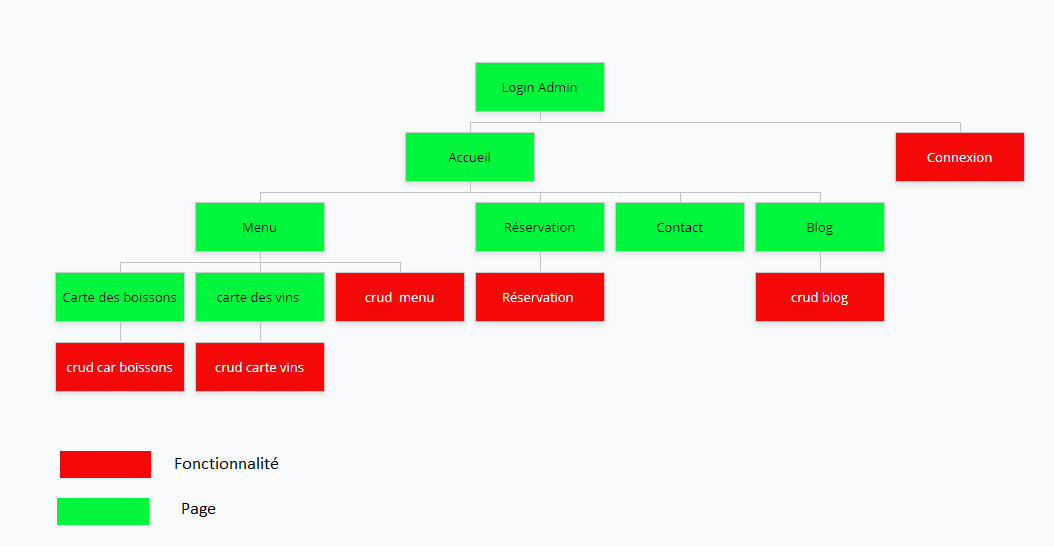 Login Admin
Accueil
Connexion
Menu
Réservation
Contact
Blog
Carte des boissons
carte des vins
crud menu
Réservation
crud blog
crud car boissons
crud carte vins
Fonctionnalité
Page